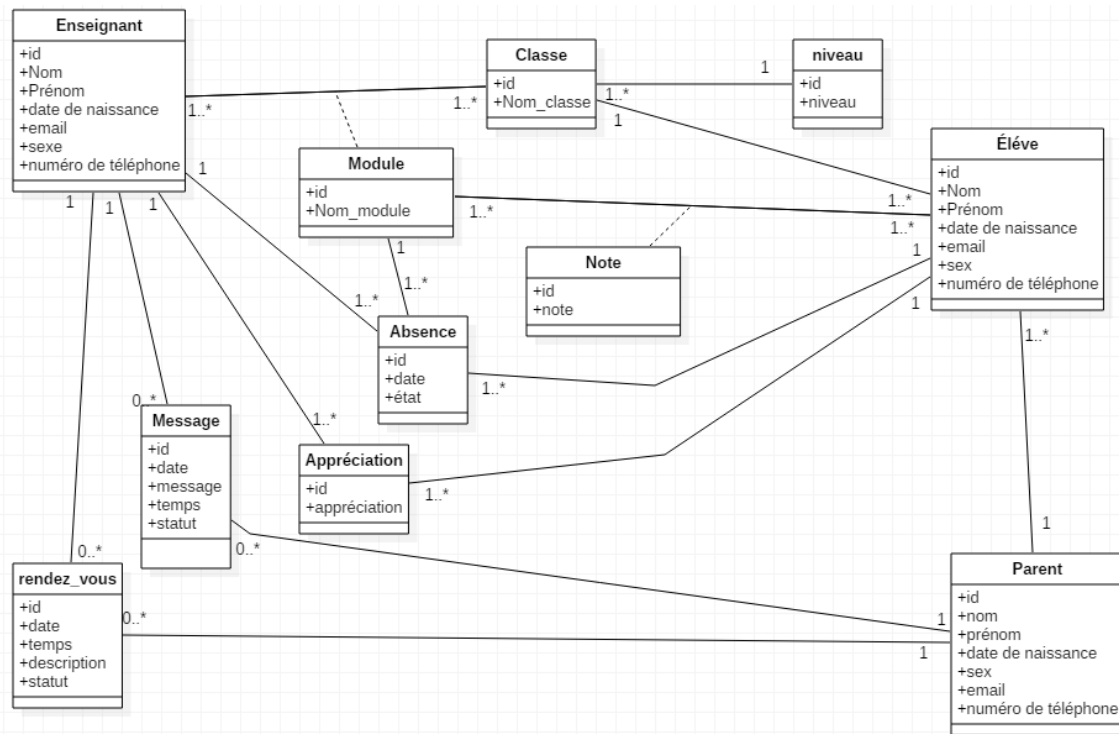 Enseignant
+id
+Nom
+Prénom
+date de naissance
+email
+sexe
+numéro de téléphone
1..*
1..*
Classe
+id
+Nom_classe
1..*
1
1
niveau
+id
+niveau
Éléve
+id
+Nom
+Prénom
+date de naissance
+email
+sex
+numéro de téléphone
1..*
1..*
1
1
1..*
Module
+id
+Nom_module
1..*
1
1..*
Note
+id
+note
1
1
1
1
1..*
Absence
+id
+date
+état
1..*
0..*
Message
+id
+date
+message
+temps
+statut
0..*
1..*
Appréciation
+id
+appréciation
1..*
0..*
rendez_vous
+id
+date
+temps
+description
+statut
0..*
1
1
1
Parent
+id
+nom
+prénom
+date de naissance
+sex
+email
+numéro de téléphone